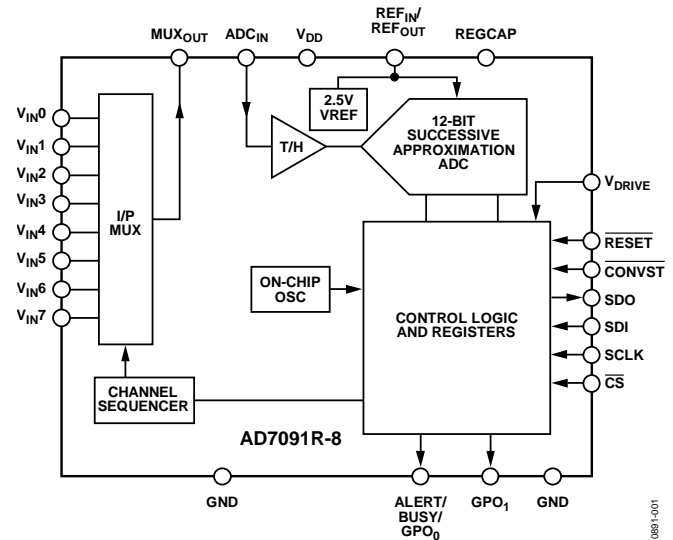 REFIN/
REFOUT
MUXOUT
ADCIN
VDD
REGCAP
2.5V
VREF
12-BIT
SUCCESSIVE
APPROXIMATION
ADC
T/H
VIN0
VIN1
VIN2
VIN3
VIN4
VIN5
VIN6
VIN7
I/P
MUX
VDRIVE
RESET
CONVST
SDO
SDI
SCLK
CS
ON-CHIP
OSC
CONTROL LOGIC
AND REGISTERS
CHANNEL
SEQUENCER
AD7091R-8
GND
ALERT/
BUSY/
GPO0
GPO1
GND
0891-001